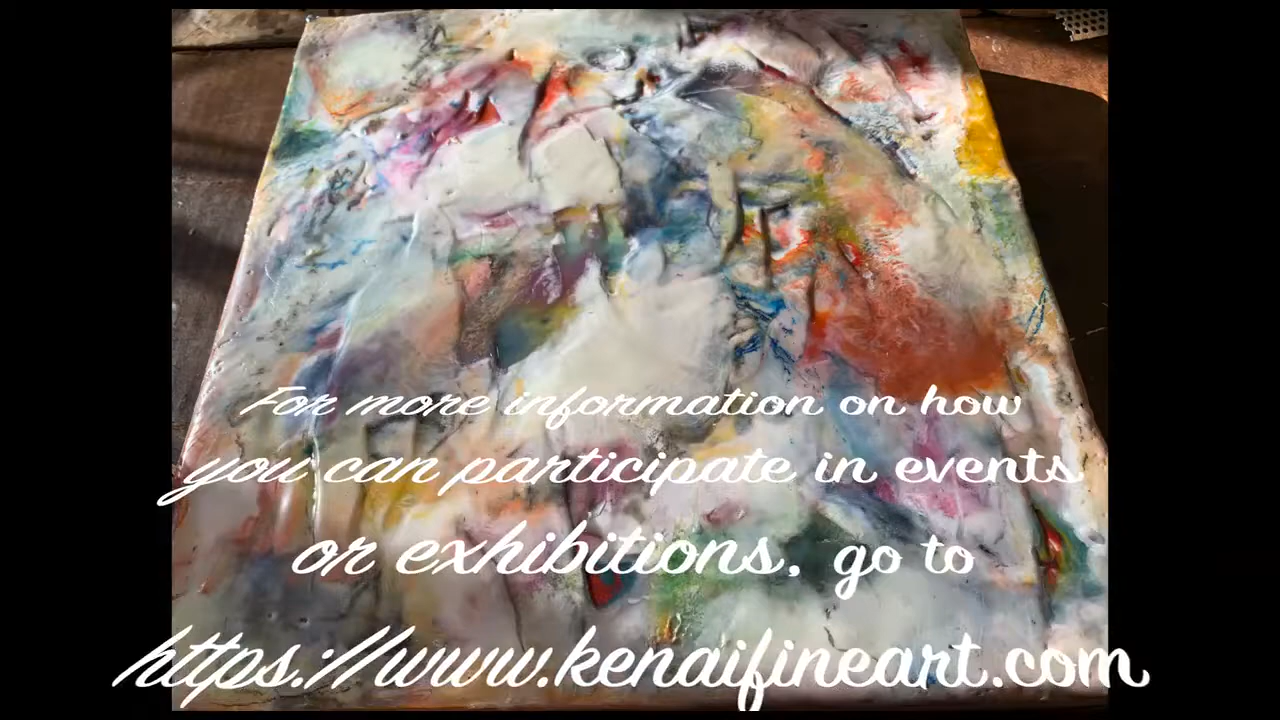 For more information on how
you can participate in events
or exhibitions, go to
https://www.kenaifineart.com